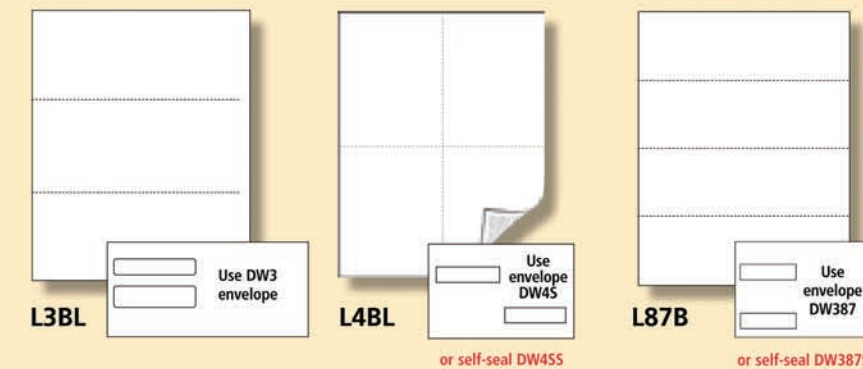 Use DW3
envelope
L3BL
Use
envelope
DW4S
L4BL
or self-seal DW4SS
Use
envelope
DW387
L87B
or self-seal